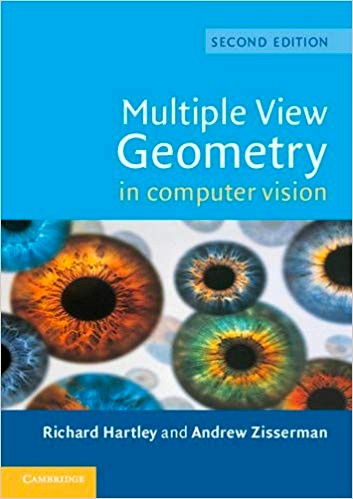 SECOND EDITION
Multiple View
Geometry
in computer vision
Richard Hartley and Andrew Zisserman
CAMBRIDGE